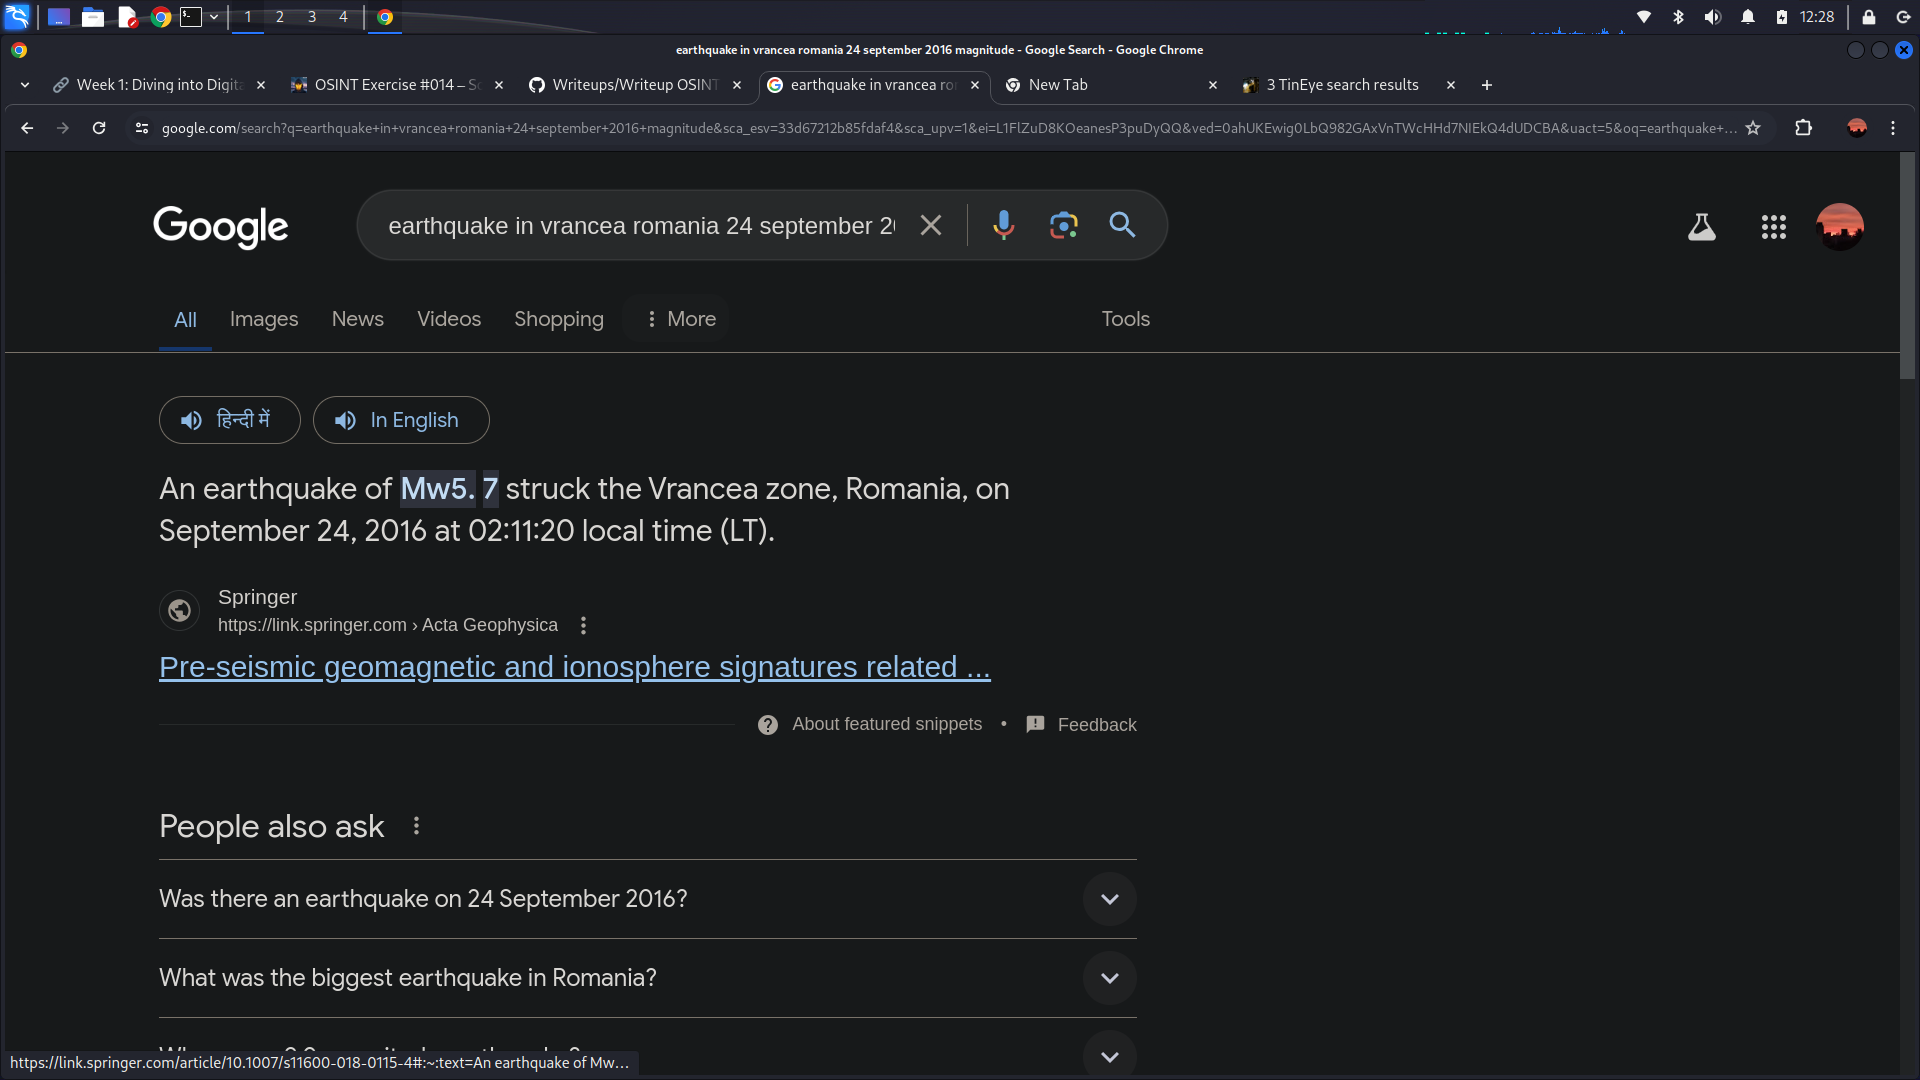 1 2 3 4
12:28
earthquake in vrancea romania 24 september 2016 magnitude - Google Search - Google Chrome
Week 1: Diving into Digita
OSINT Exercise #014 – Sc
Writeups/Writeup OSINT
earthquake in vrancea ror
New Tab
3 TinEye search results
google.com/search?q=earthquake+in+vrancea+romania+24+september+2016+magnitude&sca_esv=33d67212b85fdaf4&sca_upv=1&ei=L1FlZuD8KOeanesP3puDyQQ&ved=0ahUKEwig0LbQ982GAxVnTWcHHd7NIEkQ4dUDCBA&uact=5&oq=earthquake+...
Google
earthquake in vrancea romania 24 september 20
All Images News Videos Shopping More Tools
हिन्दी में In English
An earthquake of Mw5. 7 struck the Vrancea zone, Romania, on
September 24, 2016 at 02:11:20 local time (LT).
Springer
https://link.springer.com › Acta Geophysica
Pre-seismic geomagnetic and ionosphere signatures related ...
About featured snippets • Feedback
People also ask
Was there an earthquake on 24 September 2016?
What was the biggest earthquake in Romania?
https://link.springer.com/article/10.1007/s11600-018-0115-4#:~:text=An earthquake of Mw...